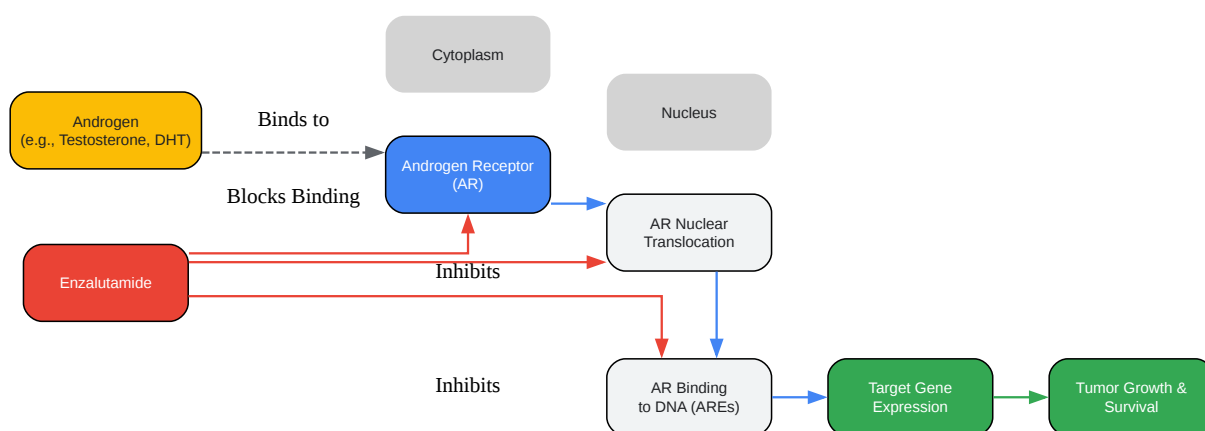 Cytoplasm
Nucleus
Androgen
(e.g., Testosterone, DHT)
Binds to
Androgen Receptor
(AR)
Blocks Binding
AR Nuclear
Translocation
Enzalutamide
Inhibits
Inhibits
AR Binding
to DNA (AREs)
Target Gene
Expression
Tumor Growth &
Survival